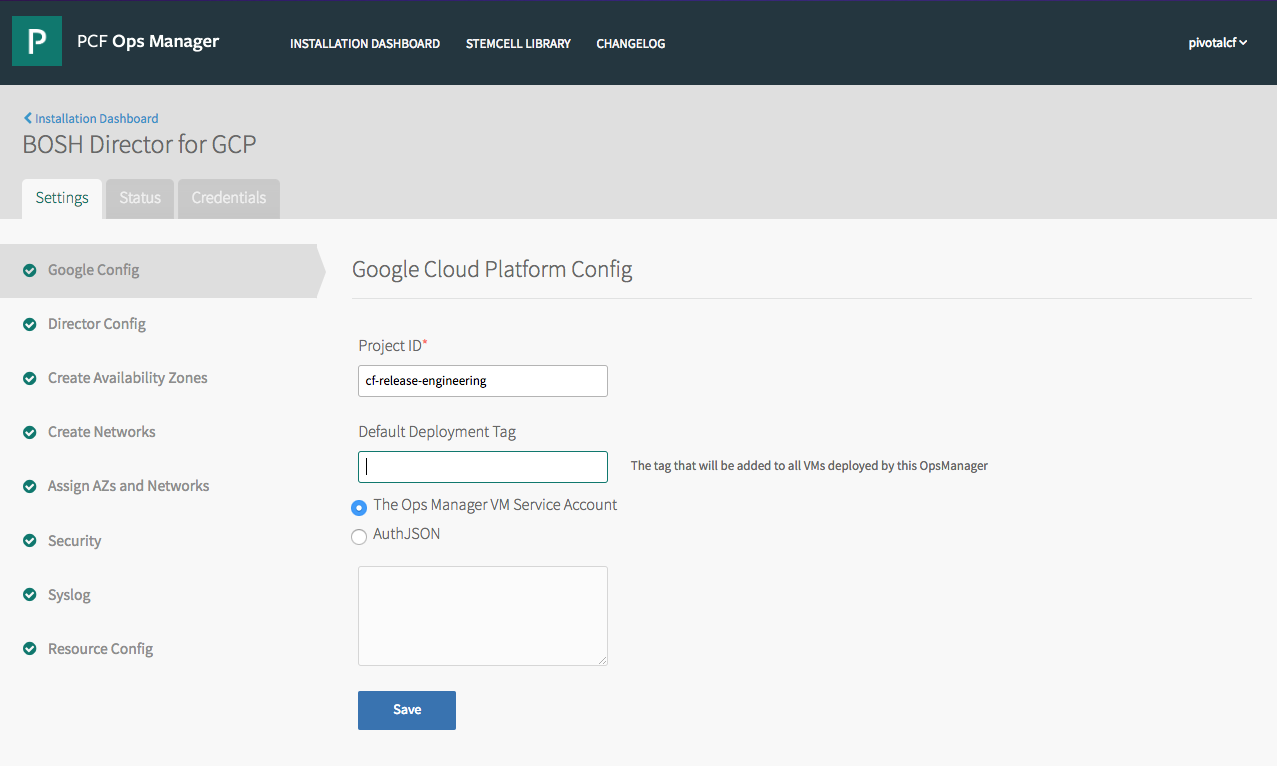 P PCF Ops Manager INSTALLATION DASHBOARD STEMCELL LIBRARY CHANGELOG pivotalcf
Installation Dashboard
BOSH Director for GCP
Settings Status Credentials
Google Config
Director Config
Create Availability Zones
Create Networks
Assign AZs and Networks
Security
Syslog
Resource Config
Google Cloud Platform Config
Project ID*
cf-release-engineering
Default Deployment Tag
The tag that will be added to all VMs deployed by this OpsManager
The Ops Manager VM Service Account
AuthJSON
Save